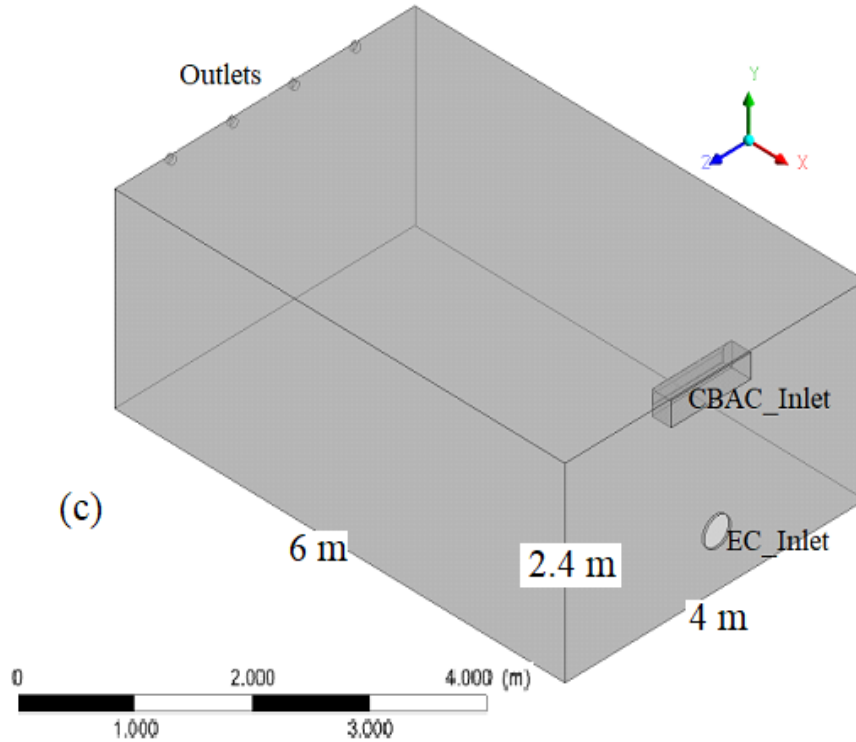 Outlets
Y
Z
X
CBAC_Inlet
(c)
EC_Inlet
6 m
2.4 m
4 m
0 2.000 4.000 (m)
1.000 3.000